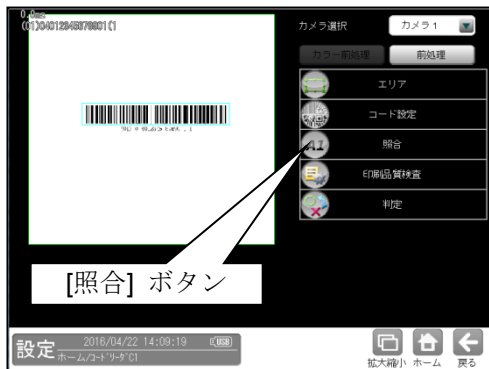 0.0ms
カメラ選択
カメラ1
カラー前処理
前処理
エリア
コード設定
照合
印刷品質検査
判定
[照合] ボタン
設定
2016/04/22 14:09:19
USB
ホーム/コードリーダC1
拡大縮小
ホーム
戻る